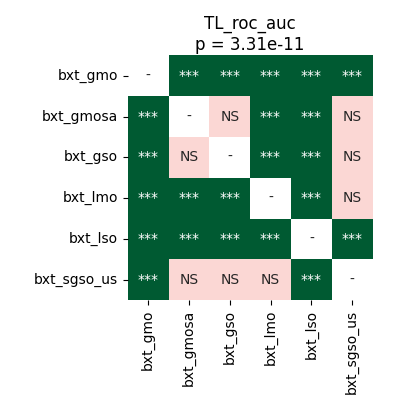 TL_roc_auc
p = 3.31e-11
bxt_gmo - *** *** *** *** ***
bxt_gmosa *** - NS *** *** NS
bxt_gso *** NS - *** *** NS
bxt_lmo *** *** *** - *** NS
bxt_lso *** *** *** *** - ***
bxt_sgso_us *** NS NS NS *** -
bxt_gmo bxt_gmosa bxt_gso bxt_lmo bxt_lso bxt_sgso_us